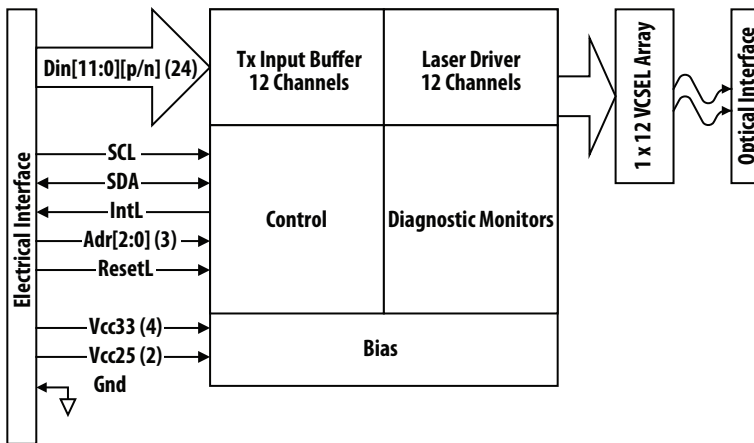 Electrical Interface
Din[11:0][p/n] (24)
Tx Input Buffer
12 Channels
Laser Driver
12 Channels
1 x 12 VCSEL Array
Optical Interface
SCL
SDA
IntL
Adr[2:0] (3)
ResetL
Control
Diagnostic Monitors
Vcc33 (4)
Vcc25 (2)
Gnd
Bias